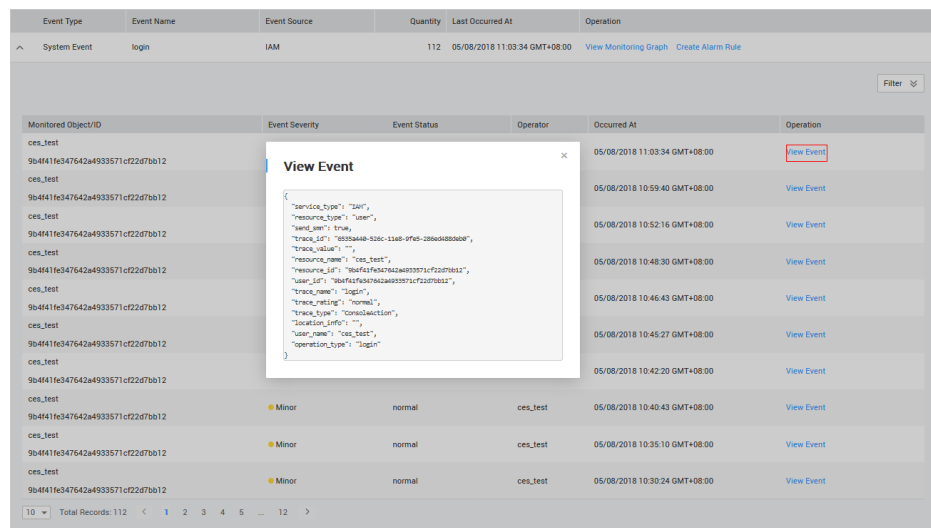 Event Type Event Name Event Source Quantity Last Occurred At Operation
System Event login IAM 112 05/08/2018 11:03:34 GMT+08:00 View Monitoring Graph Create Alarm Rule
Filter
Monitored Object/ID Event Severity Event Status Operator Occurred At Operation
ces_test
9b4f41fe347642a4933571cf22d7bb12 05/08/2018 11:03:34 GMT+08:00 View Event
ces_test
9b4f41fe347642a4933571cf22d7bb12 05/08/2018 10:59:40 GMT+08:00 View Event
ces_test
9b4f41fe347642a4933571cf22d7bb12 05/08/2018 10:52:16 GMT+08:00 View Event
ces_test
9b4f41fe347642a4933571cf22d7bb12 05/08/2018 10:48:30 GMT+08:00 View Event
ces_test
9b4f41fe347642a4933571cf22d7bb12 05/08/2018 10:46:43 GMT+08:00 View Event
ces_test
9b4f41fe347642a4933571cf22d7bb12 05/08/2018 10:45:27 GMT+08:00 View Event
ces_test
9b4f41fe347642a4933571cf22d7bb12 05/08/2018 10:42:20 GMT+08:00 View Event
ces_test
9b4f41fe347642a4933571cf22d7bb12 Minor normal ces_test 05/08/2018 10:40:43 GMT+08:00 View Event
ces_test
9b4f41fe347642a4933571cf22d7bb12 Minor normal ces_test 05/08/2018 10:35:10 GMT+08:00 View Event
ces_test
9b4f41fe347642a4933571cf22d7bb12 Minor normal ces_test 05/08/2018 10:30:24 GMT+08:00 View Event
10 Total Records: 112 < 1 2 3 4 5 ... 12 >
View Event ×
{
"service_type": "IAM",
"resource_type": "user",
"send_smn": true,
"trace_id": "6535a440-526c-11e8-9fe5-286ed488deb0",
"trace_value": "",
"resource_name": "ces_test",
"resource_id": "9b4f41fe347642a4933571cf22d7bb12",
"user_id": "9b4f41fe347642a4933571cf22d7bb12",
"trace_name": "login",
"trace_rating": "normal",
"trace_type": "ConsoleAction",
"location_info": "",
"user_name": "ces_test",
"operation_type": "login"
}